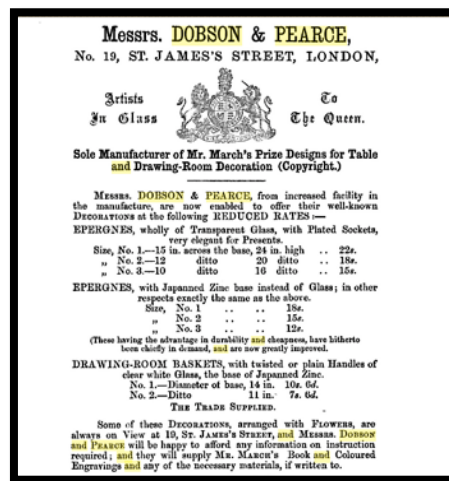 Messrs. DOBSON & PEARCE,
No. 19, ST. JAMES'S STREET, LONDON,
Artists To
In Glass The Queen.
Sole Manufacturer of Mr. March's Prize Designs for Table
and Drawing-Room Decoration (Copyright.)
MESSRS. DOBSON & PEARCE, from increased facility in
the manufacture, are now enabled to offer their well-known
DECORATIONS at the following REDUCED RATES:—
EPERGNES, wholly of Transparent Glass, with Plated Sockets,
very elegant for Presents.
Size, No. 1.—15 in. across the base, 24 in. high .. 22s.
„ No. 2.—12 ditto 20 ditto .. 18s.
„ No. 3.—10 ditto 16 ditto .. 15s.
EPERGNES, with Japanned Zinc base instead of Glass; in other
respects exactly the same as the above.
Size, No. 1 .. .. 18s.
„ No. 2 .. .. 15s.
„ No. 3 .. .. 12s.
(These having the advantage in durability and cheapness, have hitherto
been chiefly in demand, and are now greatly improved.
DRAWING-ROOM BASKETS, with twisted or plain Handles of
clear white Glass, the base of Japanned Zinc.
No. 1.—Diameter of base, 14 in. 10s. 6d.
No. 2.—Ditto 11 in. 7s. 6d.
THE TRADE SUPPLIED.
Some of these DECORATIONS, arranged with FLOWERS, are
always on View at 19, ST. JAMES'S STREET, and MESSRS. DOBSON
and PEARCE will be happy to afford any information on instruction
required; and they will supply MR. MARCH'S Book and Coloured
Engravings and any of the necessary materials, if written to.